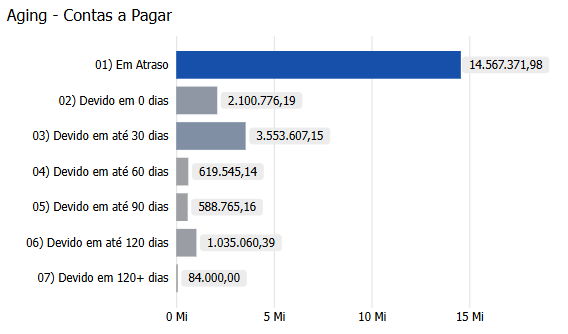 Aging - Contas a Pagar
01) Em Atraso 14.567.371,98
02) Devido em 0 dias 2.100.776,19
03) Devido em até 30 dias 3.553.607,15
04) Devido em até 60 dias 619.545,14
05) Devido em até 90 dias 588.765,16
06) Devido em até 120 dias 1.035.060,39
07) Devido em 120+ dias 84.000,00
0 Mi 5 Mi 10 Mi 15 Mi